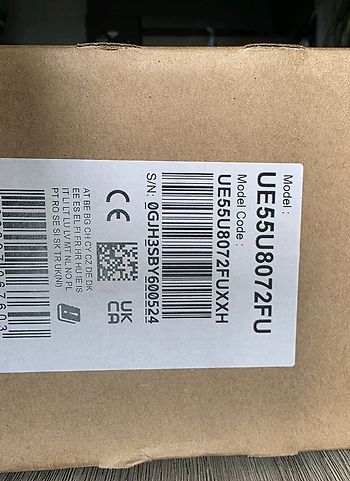 Model :
UE55U8072FU
Model Code :
UE55U8072FUXXH
S/N: 0GJH3SBY600524
CE
UK
CA
AT BE BG CH CY CZ DE DK
EE ES EL FI FR HR HU IE IS
IT LI LT LU LV MT NL NO PL
PT RO SE SI SK TR UK(NI)